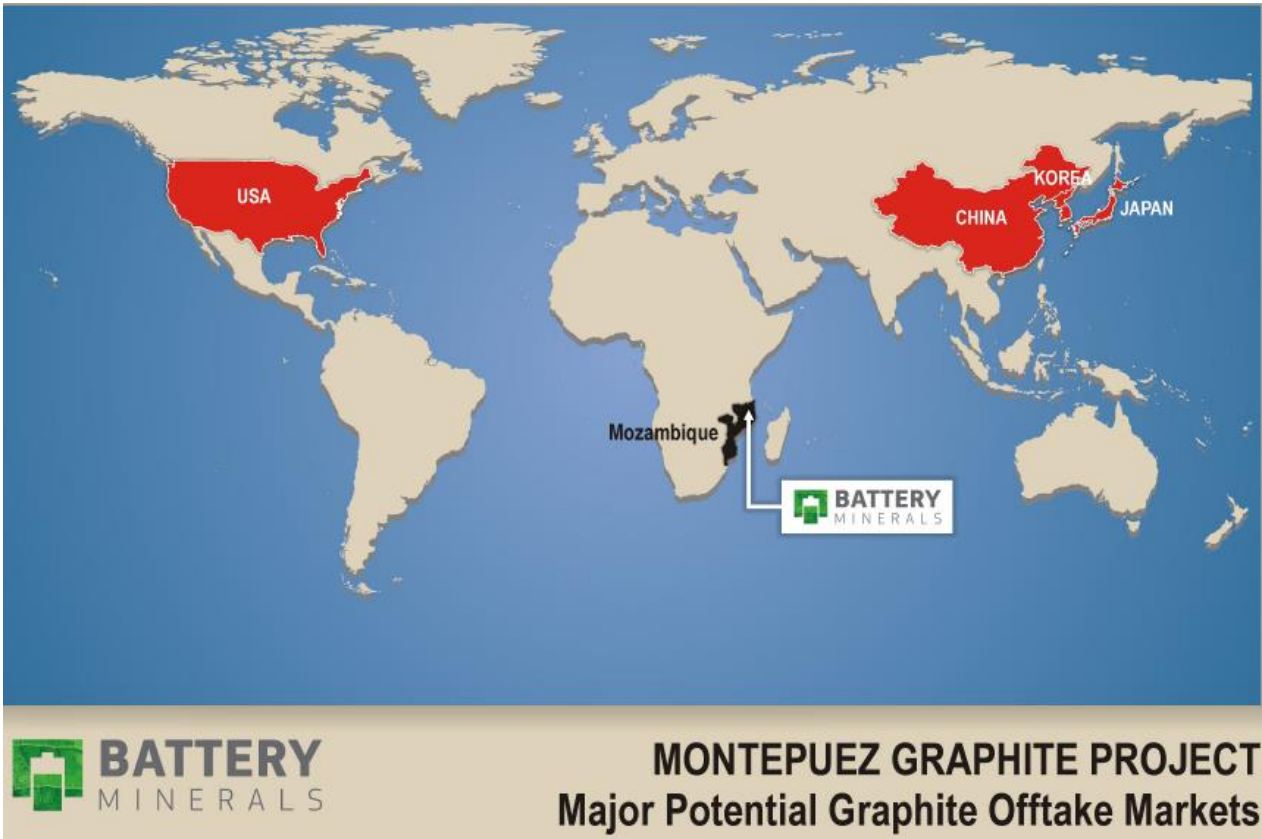 USA
KOREA
CHINA
JAPAN
Mozambique
BATTERY
MINERALS
BATTERY
MINERALS
MONTEPUEZ GRAPHITE PROJECT
Major Potential Graphite Offtake Markets